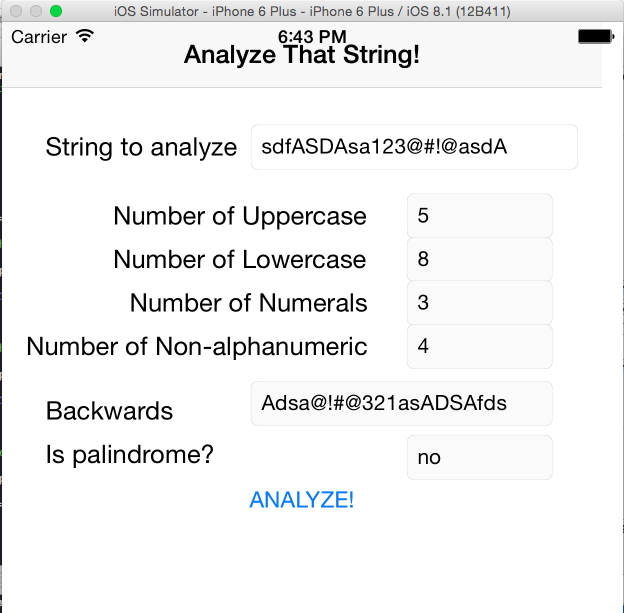 iOS Simulator - iPhone 6 Plus - iPhone 6 Plus / iOS 8.1 (12B411)
Carrier 6:43 PM
Analyze That String!
String to analyze sdfASDAsa123@#!@asdA
Number of Uppercase 5
Number of Lowercase 8
Number of Numerals 3
Number of Non-alphanumeric 4
Backwards Adsa@!#@321asADSAfds
Is palindrome? no
ANALYZE!